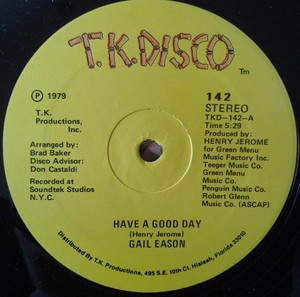 T.K. DISCO
TM
℗ 1979
T.K.
Productions,
Inc.
Arranged by:
Brad Baker
Disco Advisor:
Don Castaldi
Recorded at
Soundtek Studios
N.Y.C.
142
STEREO
TKD-142-A
Time 5:29
Produced by:
HENRY JEROME
for Green Menu
Music Factory Inc.
Teeger Music Co.
Green Menu
Music Co.
Penguin Music Co.
Robert Glenn
Music Co. (ASCAP)
HAVE A GOOD DAY
(Henry Jerome)
GAIL EASON
Distributed By T.K. Productions, 495 S.E. 10th Ct. Hialeah, Florida 33010